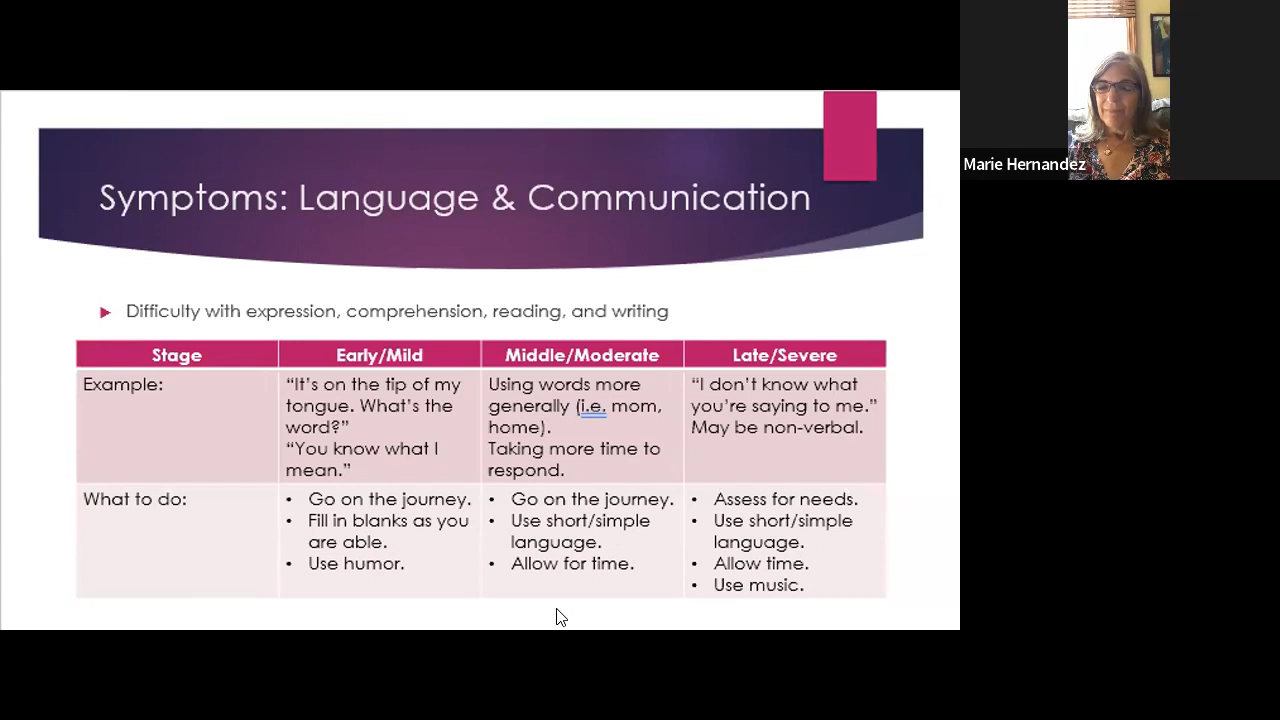 Symptoms: Language & Communication
Difficulty with expression, comprehension, reading, and writing
Stage
Early/Mild
Middle/Moderate
Late/Severe
Example:
“It’s on the tip of my
tongue. What’s the
word?”
“You know what I
mean.”
Using words more
generally (i.e. mom,
home).
Taking more time to
respond.
“I don’t know what
you’re saying to me.”
May be non-verbal.
What to do:
• Go on the journey.
• Fill in blanks as you
are able.
• Use humor.
• Go on the journey.
• Use short/simple
language.
• Allow for time.
• Assess for needs.
• Use short/simple
language.
• Allow time.
• Use music.
Marie Hernandez